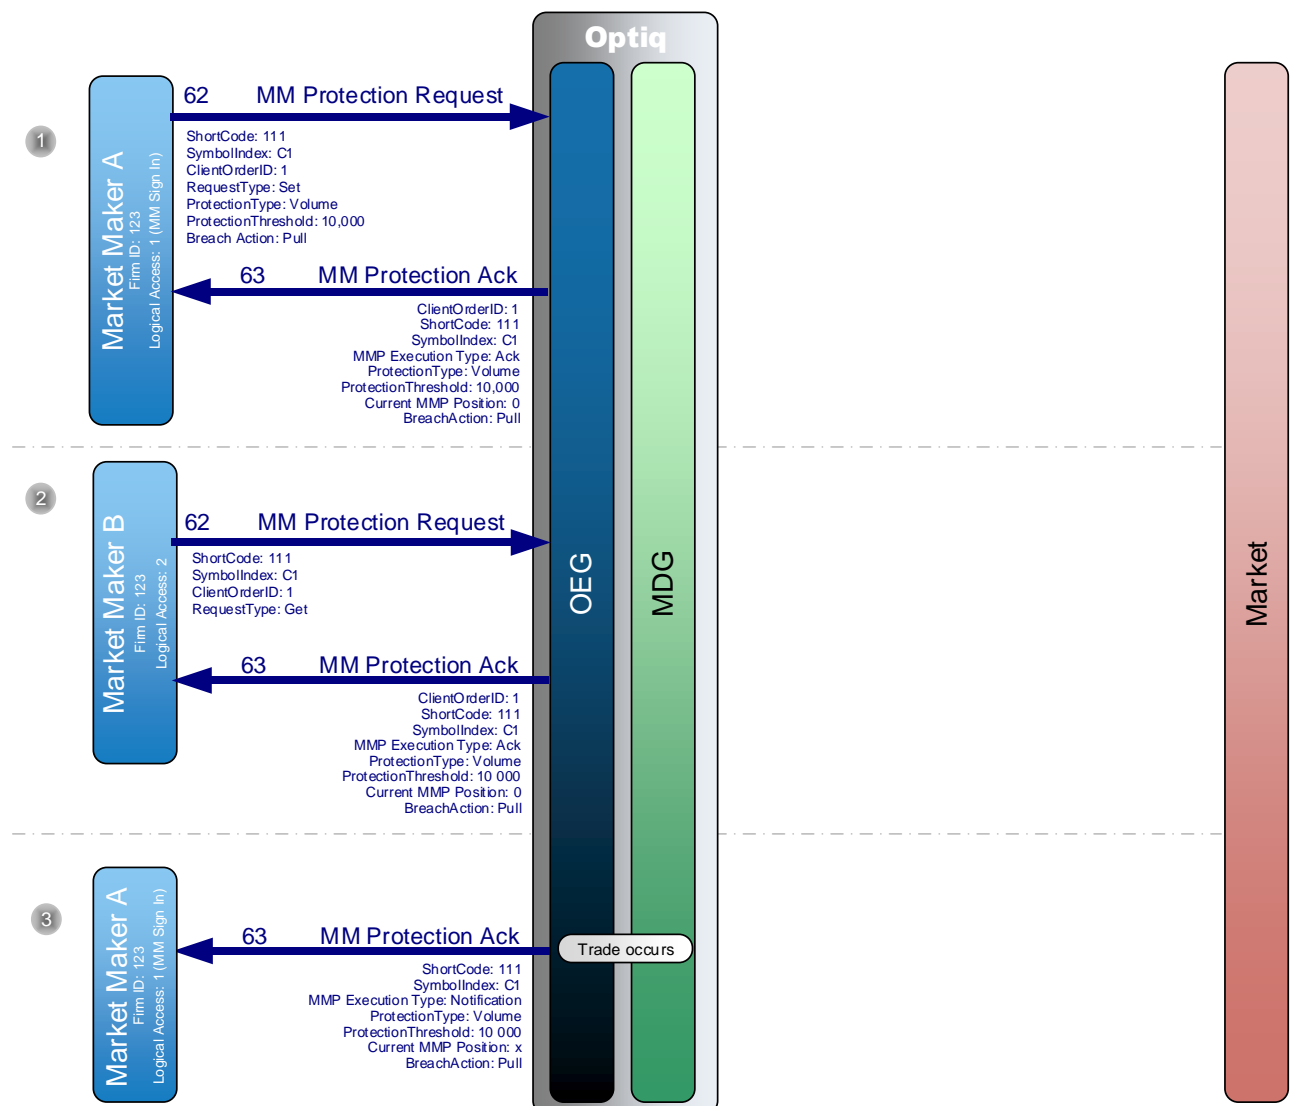 Optiq
1
Market Maker A
Firm ID: 123
Logical Access: 1 (MM Sign In)
62 MM Protection Request
ShortCode: 111
SymbolIndex: C1
ClientOrderID: 1
RequestType: Set
ProtectionType: Volume
ProtectionThreshold: 10,000
Breach Action: Pull
63 MM Protection Ack
ClientOrderID: 1
ShortCode: 111
SymbolIndex: C1
MMP Execution Type: Ack
ProtectionType: Volume
ProtectionThreshold: 10,000
Current MMP Position: 0
BreachAction: Pull
2
Market Maker B
Firm ID: 123
Logical Access: 2
62 MM Protection Request
ShortCode: 111
SymbolIndex: C1
ClientOrderID: 1
RequestType: Get
63 MM Protection Ack
ClientOrderID: 1
ShortCode: 111
SymbolIndex: C1
MMP Execution Type: Ack
ProtectionType: Volume
ProtectionThreshold: 10 000
Current MMP Position: 0
BreachAction: Pull
OEG
MDG
Market
3
Market Maker A
Firm ID: 123
Logical Access: 1 (MM Sign In)
63 MM Protection Ack
Trade occurs
ShortCode: 111
SymbolIndex: C1
MMP Execution Type: Notification
ProtectionType: Volume
ProtectionThreshold: 10 000
Current MMP Position: x
BreachAction: Pull